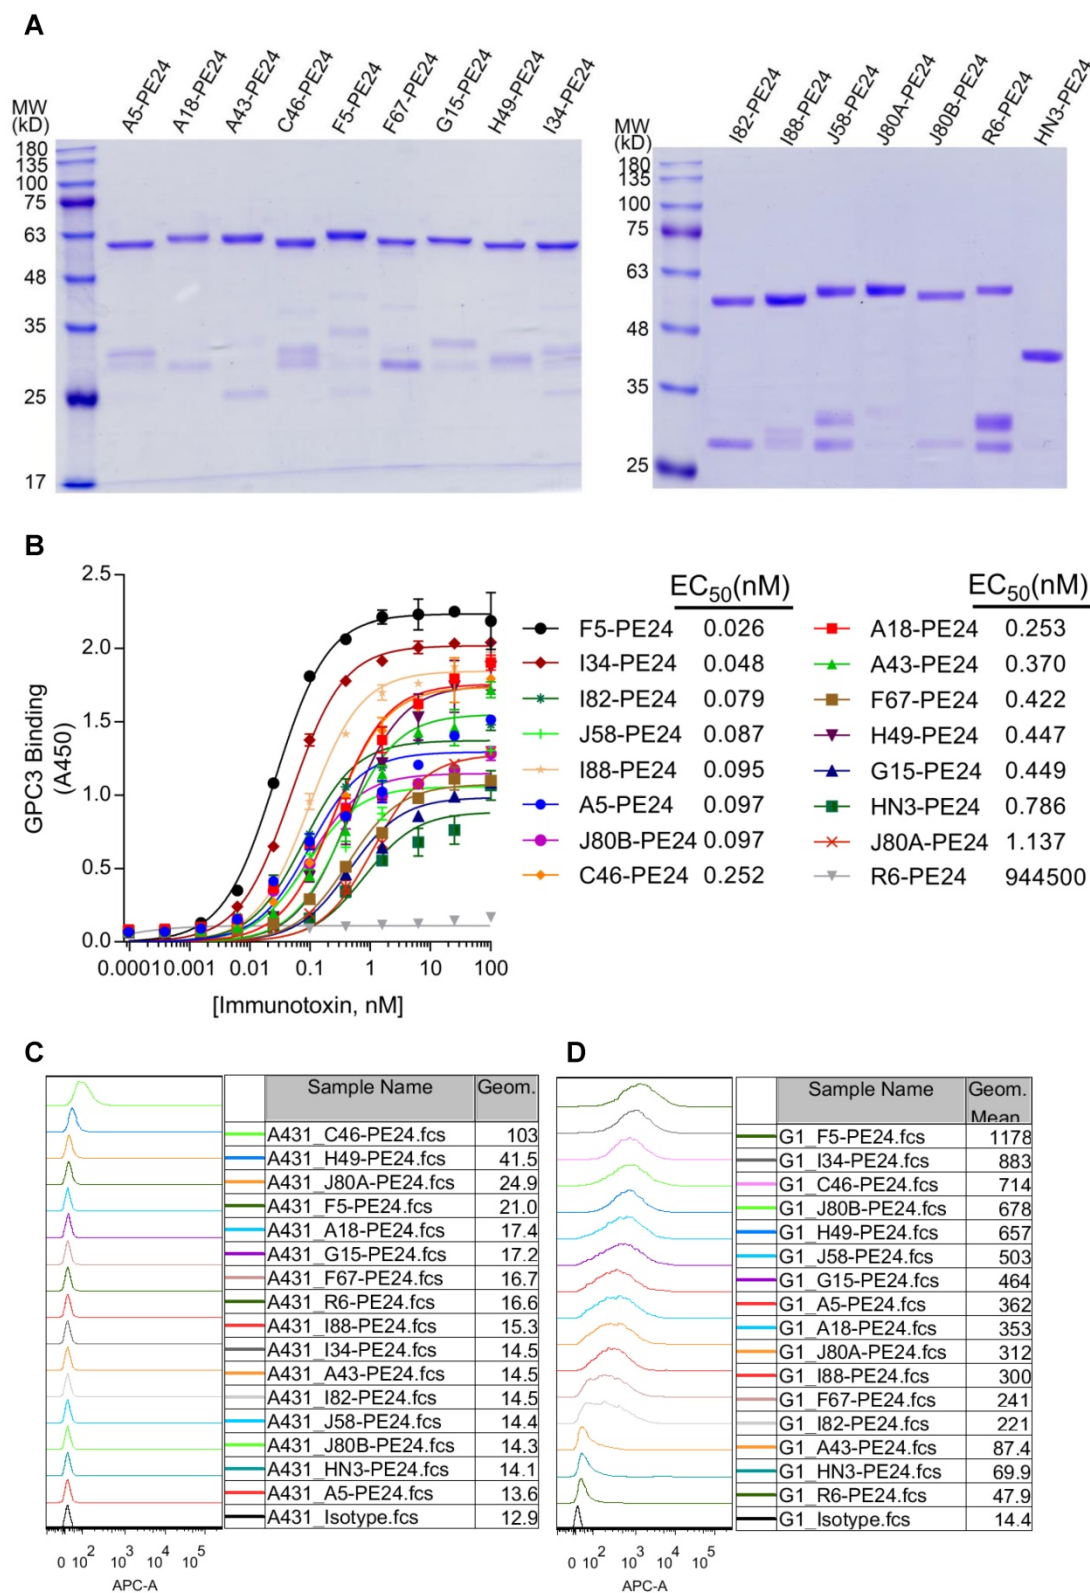 A
A5-PE24
A18-PE24
A43-PE24
C46-PE24
F5-PE24
F67-PE24
G15-PE24
H49-PE24
I34-PE24
MW
(kD)
180
135
100
75
63
48
35
25
17
I82-PE24
I88-PE24
J58-PE24
J80A-PE24
J80B-PE24
R6-PE24
HN3-PE24
MW
(kD)
180
135
100
75
63
48
35
25
B
GPC3 Binding
(A450)
2.5
2.0
1.5
1.0
0.5
0.0
0.0001 0.001 0.01 0.1 1 10 100
[Immunotoxin, nM]
EC50(nM)
F5-PE24 0.026
I34-PE24 0.048
I82-PE24 0.079
J58-PE24 0.087
I88-PE24 0.095
A5-PE24 0.097
J80B-PE24 0.097
C46-PE24 0.252
EC50(nM)
A18-PE24 0.253
A43-PE24 0.370
F67-PE24 0.422
H49-PE24 0.447
G15-PE24 0.449
HN3-PE24 0.786
J80A-PE24 1.137
R6-PE24 944500
C
Sample Name Geom.
A431_C46-PE24.fcs 103
A431_H49-PE24.fcs 41.5
A431_J80A-PE24.fcs 24.9
A431_F5-PE24.fcs 21.0
A431_A18-PE24.fcs 17.4
A431_G15-PE24.fcs 17.2
A431_F67-PE24.fcs 16.7
A431_R6-PE24.fcs 16.6
A431_I88-PE24.fcs 15.3
A431_I34-PE24.fcs 14.5
A431_A43-PE24.fcs 14.5
A431_I82-PE24.fcs 14.5
A431_J58-PE24.fcs 14.4
A431_J80B-PE24.fcs 14.3
A431_HN3-PE24.fcs 14.1
A431_A5-PE24.fcs 13.6
A431_Isotype.fcs 12.9
0 10^2 10^3 10^4 10^5
APC-A
D
Sample Name Geom.
Mean
G1_F5-PE24.fcs 1178
G1_I34-PE24.fcs 883
G1_C46-PE24.fcs 714
G1_J80B-PE24.fcs 678
G1_H49-PE24.fcs 657
G1_J58-PE24.fcs 503
G1_G15-PE24.fcs 464
G1_A5-PE24.fcs 362
G1_A18-PE24.fcs 353
G1_J80A-PE24.fcs 312
G1_I88-PE24.fcs 300
G1_F67-PE24.fcs 241
G1_I82-PE24.fcs 221
G1_A43-PE24.fcs 87.4
G1_HN3-PE24.fcs 69.9
G1_R6-PE24.fcs 47.9
G1_Isotype.fcs 14.4
0 10^2 10^3 10^4 10^5
APC-A